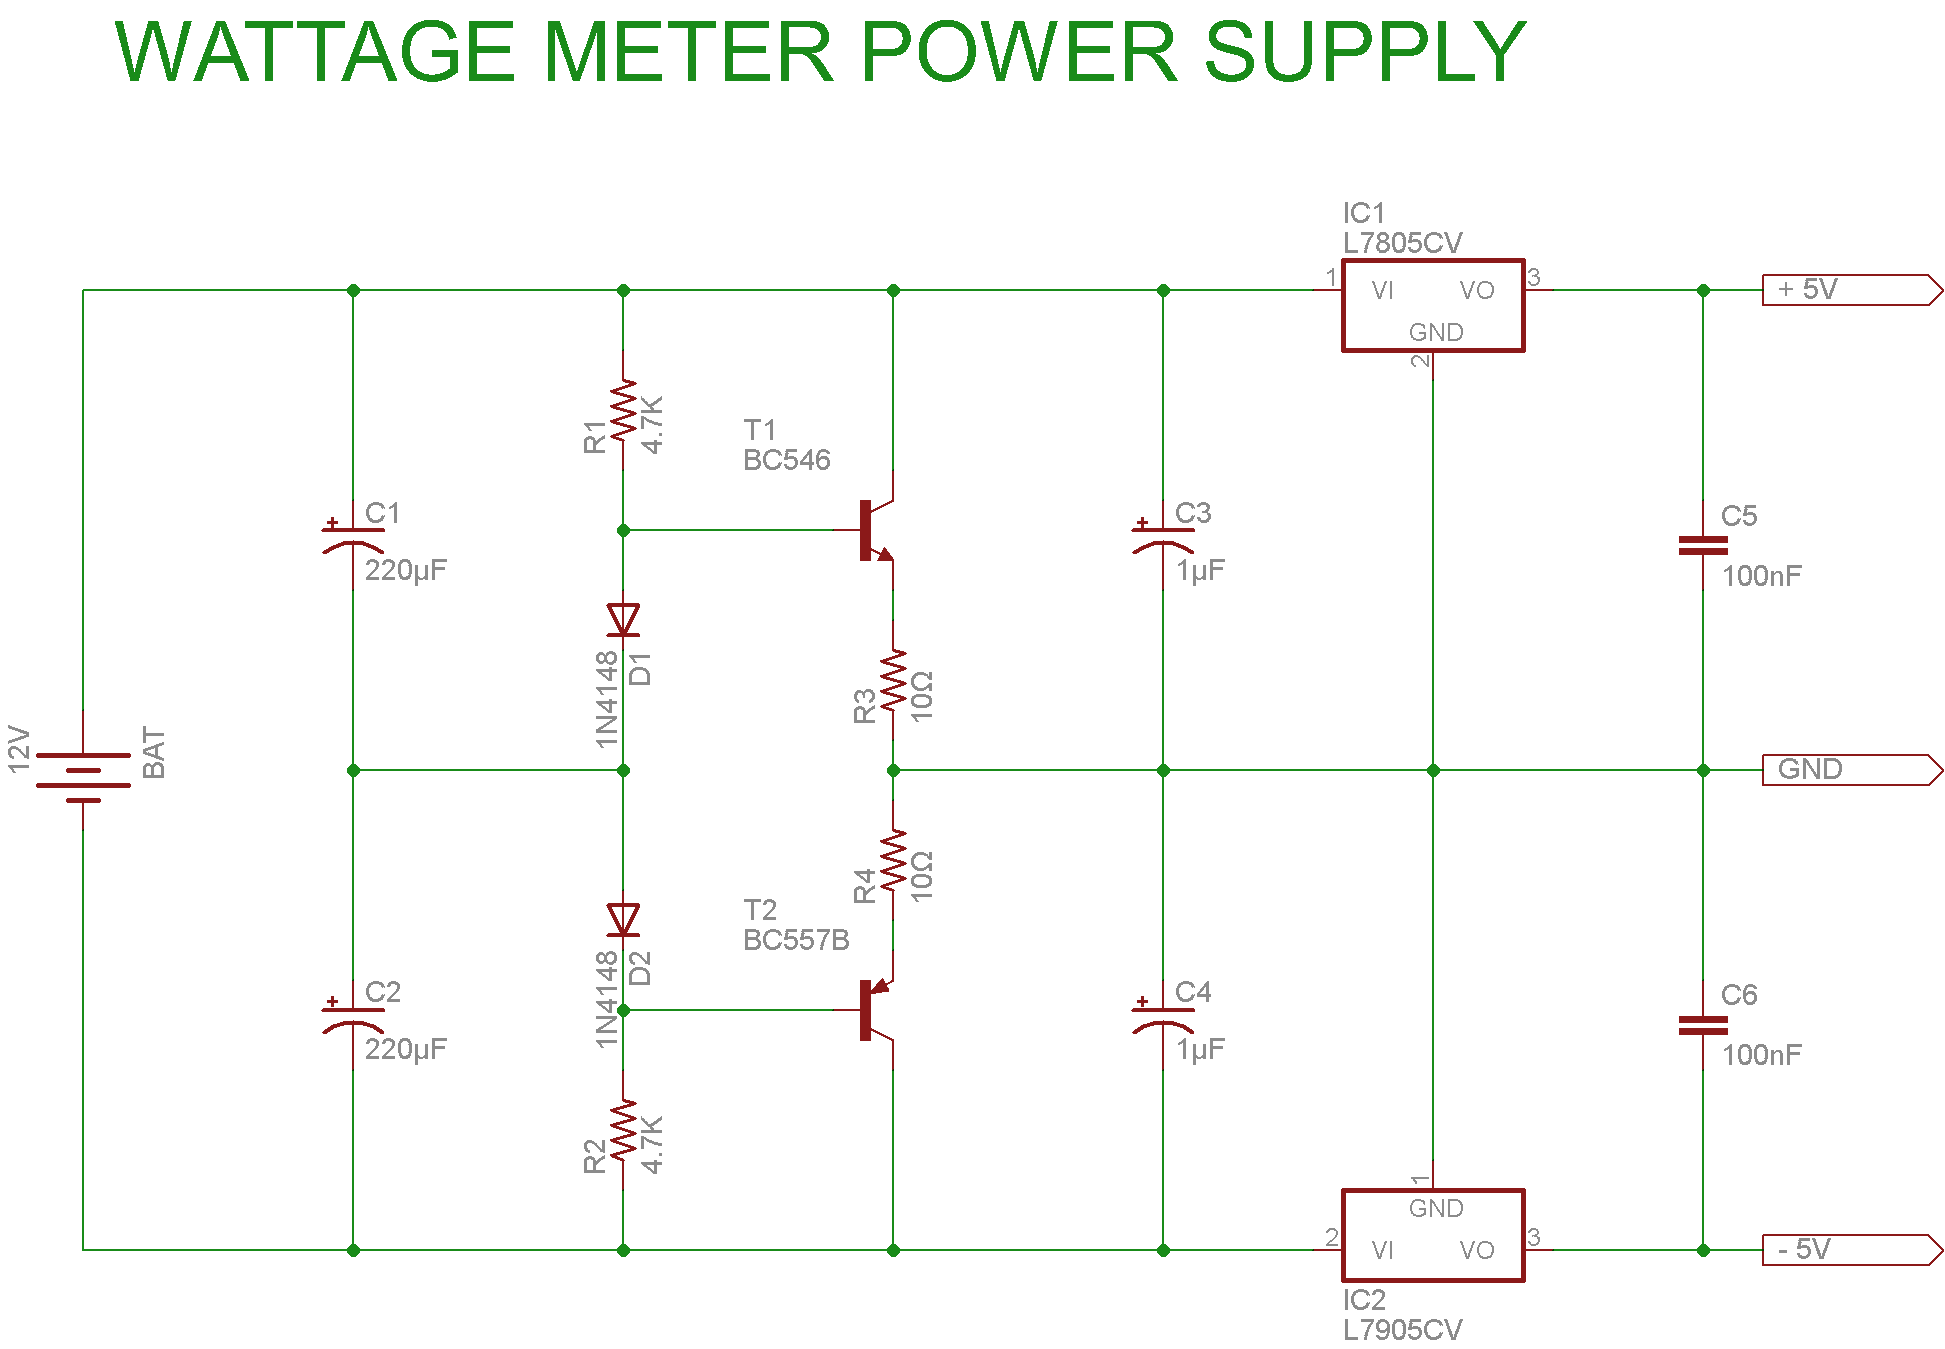 WATTAGE METER POWER SUPPLY
IC1
L7805CV
1
VI
VO
3
GND
2
+ 5V
R1
4.7K
T1
BC546
C1
+
220µF
C3
+
1µF
C5
100nF
1N4148
D1
R3
10Ω
12V
BAT
GND
R4
10Ω
T2
BC557B
1N4148
D2
C2
+
220µF
C4
+
1µF
C6
100nF
R2
4.7K
1
GND
2
VI
VO
3
- 5V
IC2
L7905CV